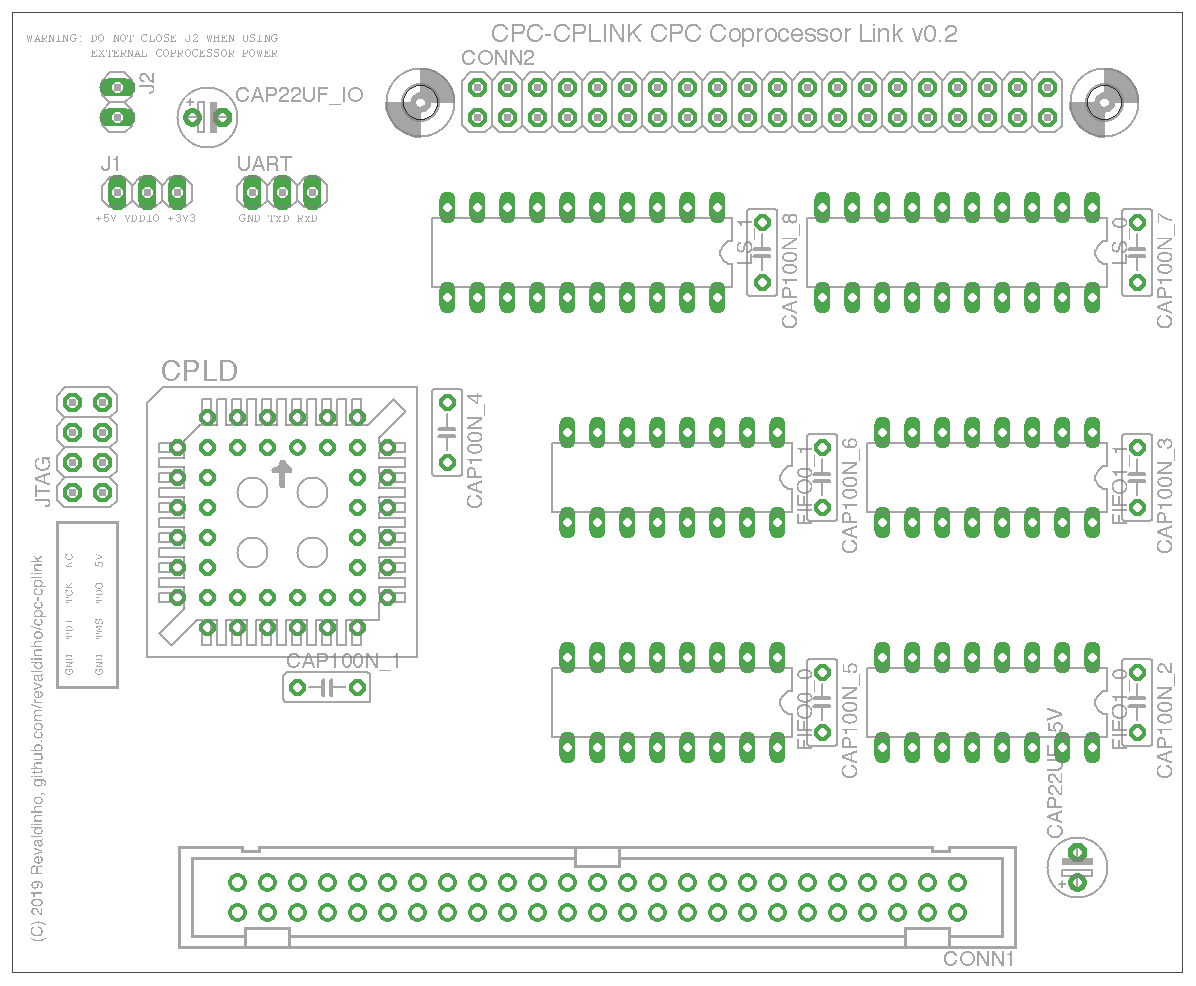 CPC-CPLINK CPC Coprocessor Link v0.2
WARNING: DO NOT CLOSE J2 WHEN USING
EXTERNAL COPROCESSOR POWER
CONN2
J2
CAP22UF_IO
J1
UART
+5V VDDIO +3V3
GND TxD RxD
LS_1
CAP100N_8
LS_0
CAP100N_7
CPLD
CAP100N_4
JTAG
FIFO0_1
CAP100N_6
FIFO1_1
CAP100N_3
GND TDI TCK NC
GND TMS TDO 5V
CAP100N_1
FIFO0_0
CAP100N_5
FIFO1_0
CAP100N_2
CAP22UF_5V
(C) 2019 Revaldinho, github.com/revaldinho/cpc-cplink
CONN1